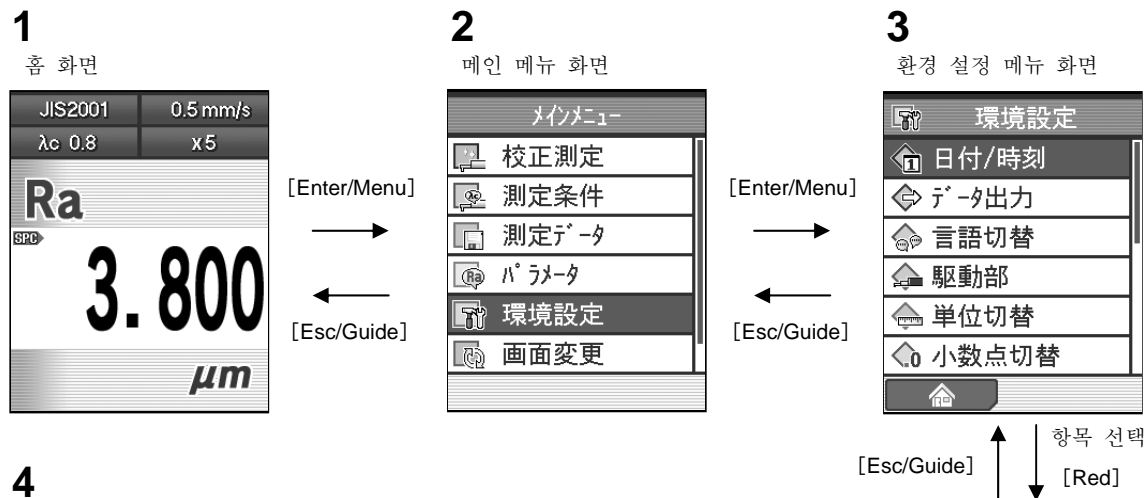 1
홈 화면
JIS2001 0.5 mm/s
λc 0.8 x5
Ra
SPC
3.800
μm
[Enter/Menu]
[Esc/Guide]
2
메인 메뉴 화면
ﾒｲﾝﾒﾆｭｰ
校正測定
測定条件
測定ﾃﾞｰﾀ
ﾊﾟﾗﾒｰﾀ
環境設定
画面変更
[Enter/Menu]
[Esc/Guide]
3
환경 설정 메뉴 화면
環境設定
日付/時刻
ﾃﾞｰﾀ出力
言語切替
駆動部
単位切替
小数点切替
[Esc/Guide]
항목 선택
[Red]
4